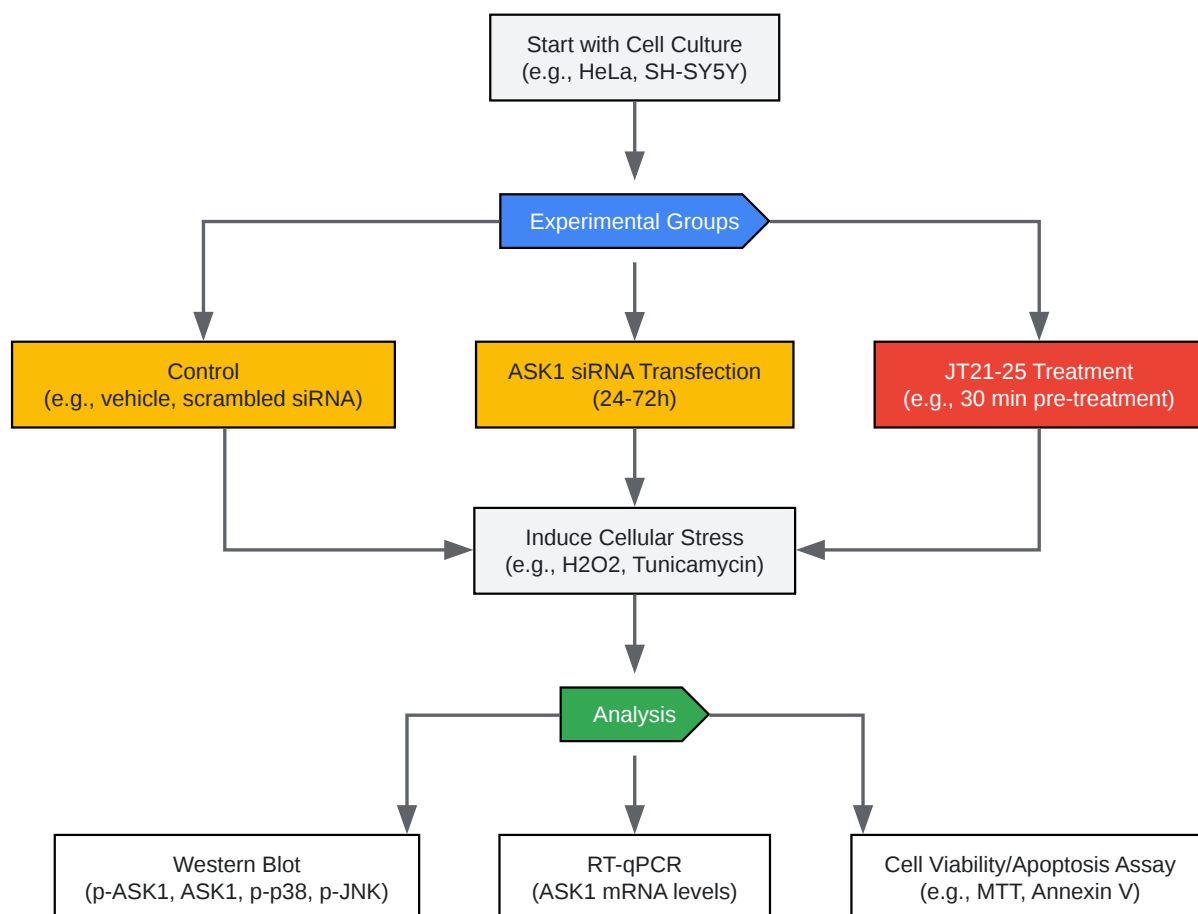 Start with Cell Culture
(e.g., HeLa, SH-SY5Y)
Experimental Groups
Control
(e.g., vehicle, scrambled siRNA)
ASK1 siRNA Transfection
(24-72h)
JT21-25 Treatment
(e.g., 30 min pre-treatment)
Induce Cellular Stress
(e.g., H2O2, Tunicamycin)
Analysis
Western Blot
(p-ASK1, ASK1, p-p38, p-JNK)
RT-qPCR
(ASK1 mRNA levels)
Cell Viability/Apoptosis Assay
(e.g., MTT, Annexin V)